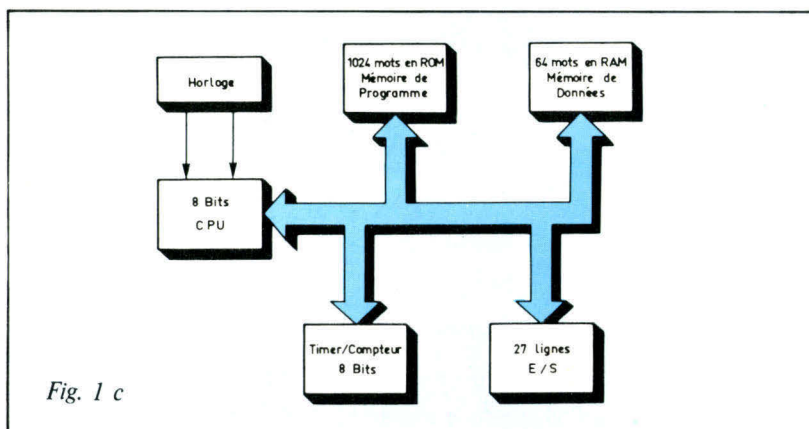 Horloge
1024 mots en ROM
Mémoire de
Programme
64 mots en RAM
Mémoire de
Données
8 Bits
CPU
Timer/Compteur
8 Bits
27 lignes
E/S
Fig. 1 c